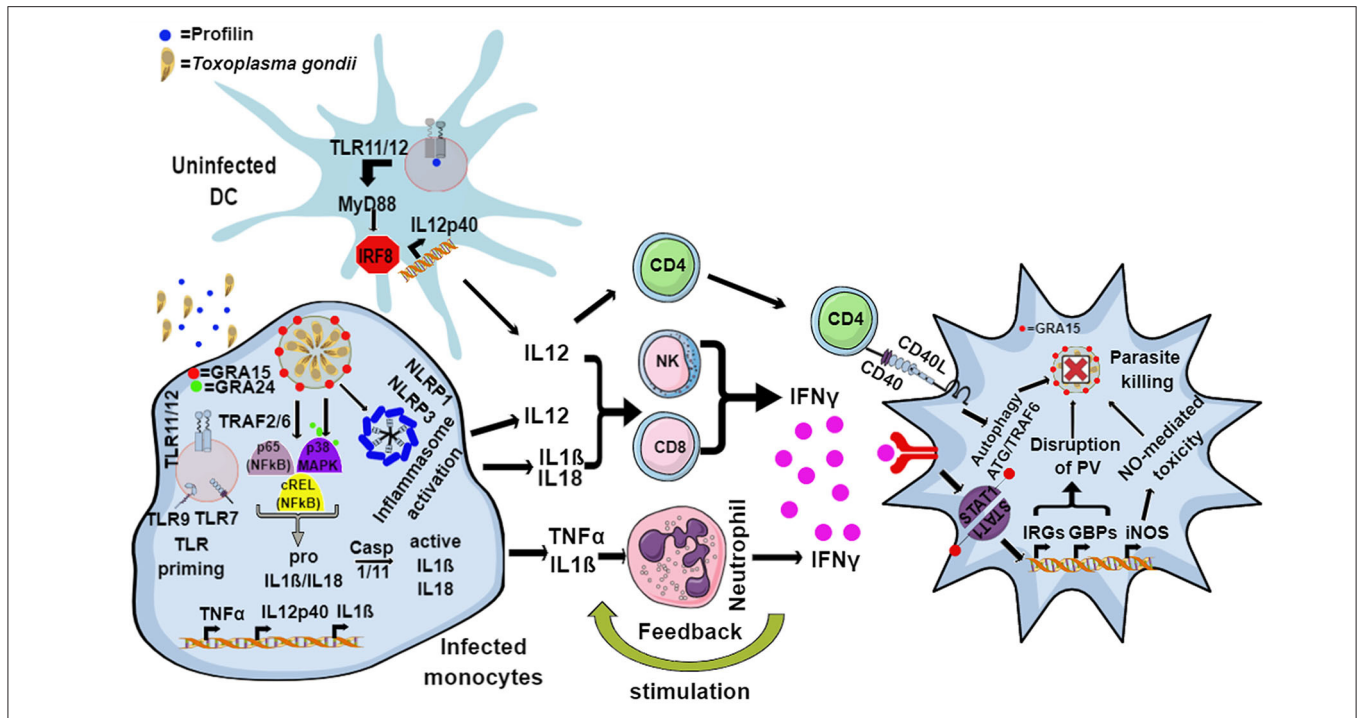 =Profilin
=Toxoplasma gondii
Uninfected
DC
TLR11/12
MyD88
IRF8
IL12p40
=GRA15
=GRA24
TLR11/12
TRAF2/6
p65
(NFkB)
p38
MAPK
cREL
(NFkB)
NLRP1
NLRP3
Inflammasome
activation
TLR9 TLR7
TLR
priming
pro
IL1ß/IL18
Casp
1/11
active
IL1ß
IL18
TNFα
IL12p40
IL1ß
Infected
monocytes
IL12
IL12
IL1ß
IL18
TNFα
IL1ß
CD4
NK
CD8
Neutrophil
Feedback
stimulation
IFNγ
IFNγ
CD4
CD40L
CD40
=GRA15
Parasite
killing
Autophagy
ATG/TRAF6
Disruption
of PV
NO-mediated
toxicity
STAT1
STAT1
IRGs GBPs iNOS